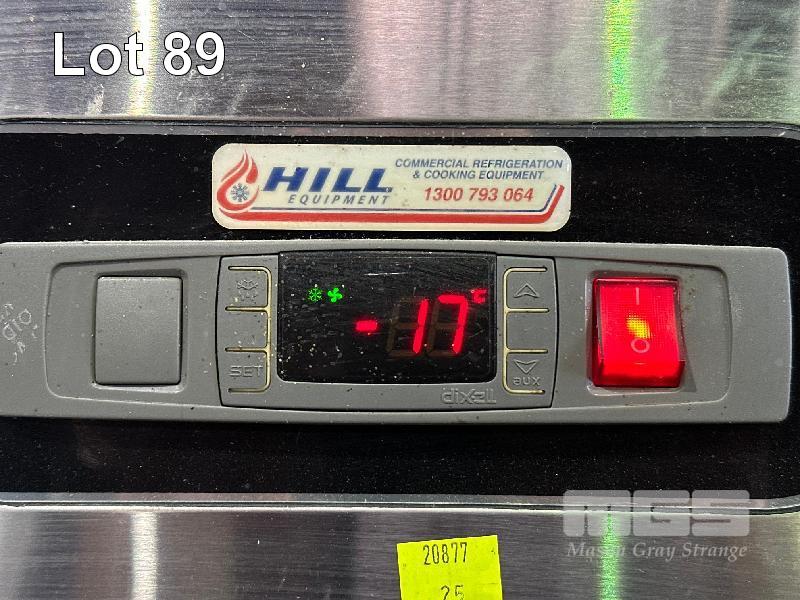 Lot 89
HILL
EQUIPMENT
COMMERCIAL REFRIGERATION
& COOKING EQUIPMENT
1300 793 064
-17°C
SET
aux
dixell
MGS
Mason Gray Strange
20877
25